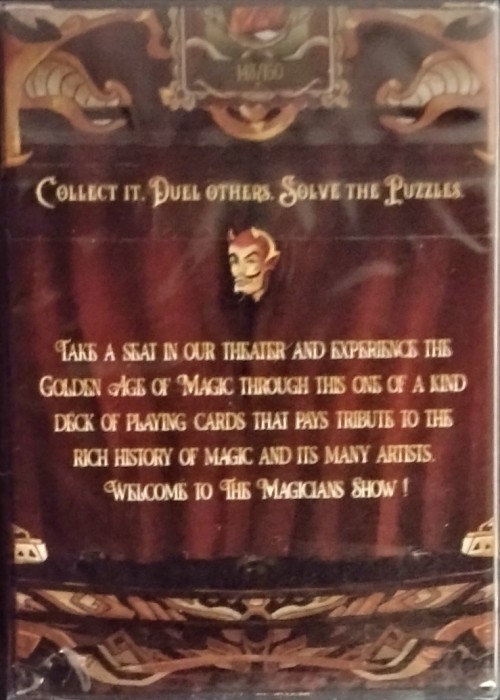 Collect it. Duel others. Solve the Puzzles.
Take a seat in our theater and experience the
Golden Age of Magic through this one of a kind
deck of playing cards that pays tribute to the
rich history of magic and its many artists.
Welcome to The Magicians Show !